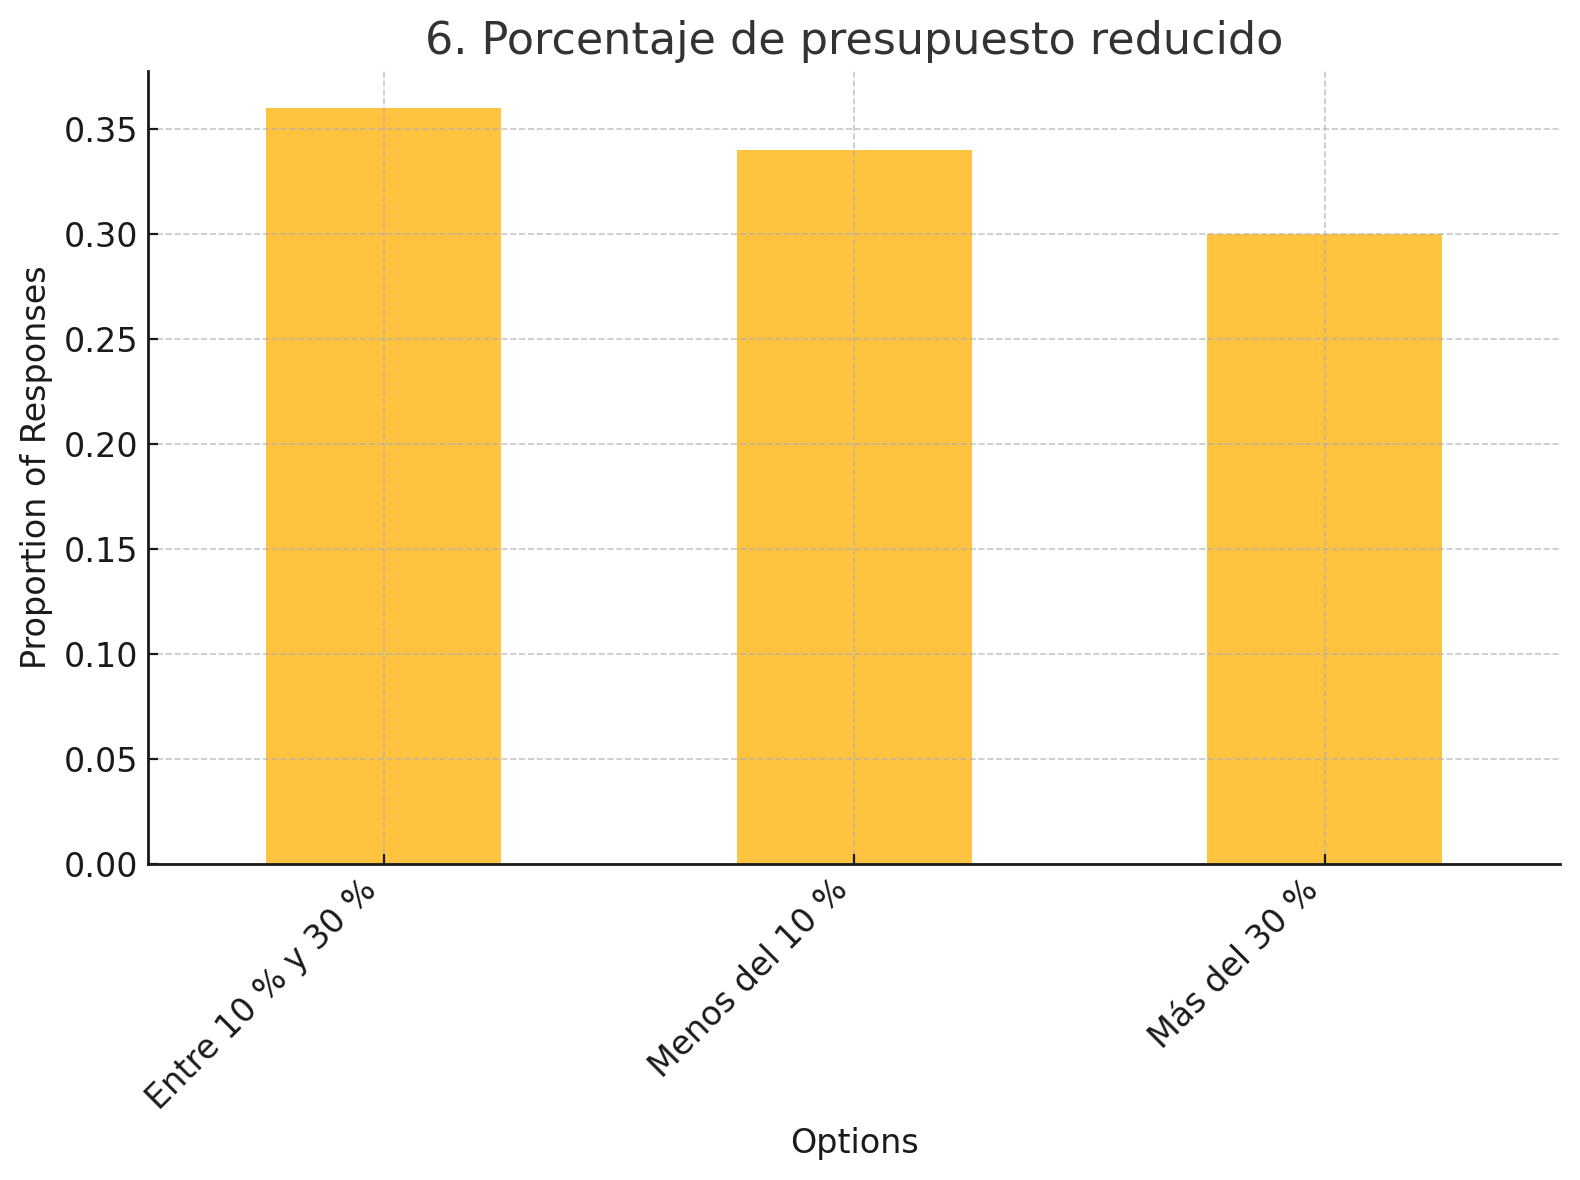 6. Porcentaje de presupuesto reducido
Proportion of Responses
0.35
0.30
0.25
0.20
0.15
0.10
0.05
0.00
Entre 10 % y 30 %
Menos del 10 %
Más del 30 %
Options